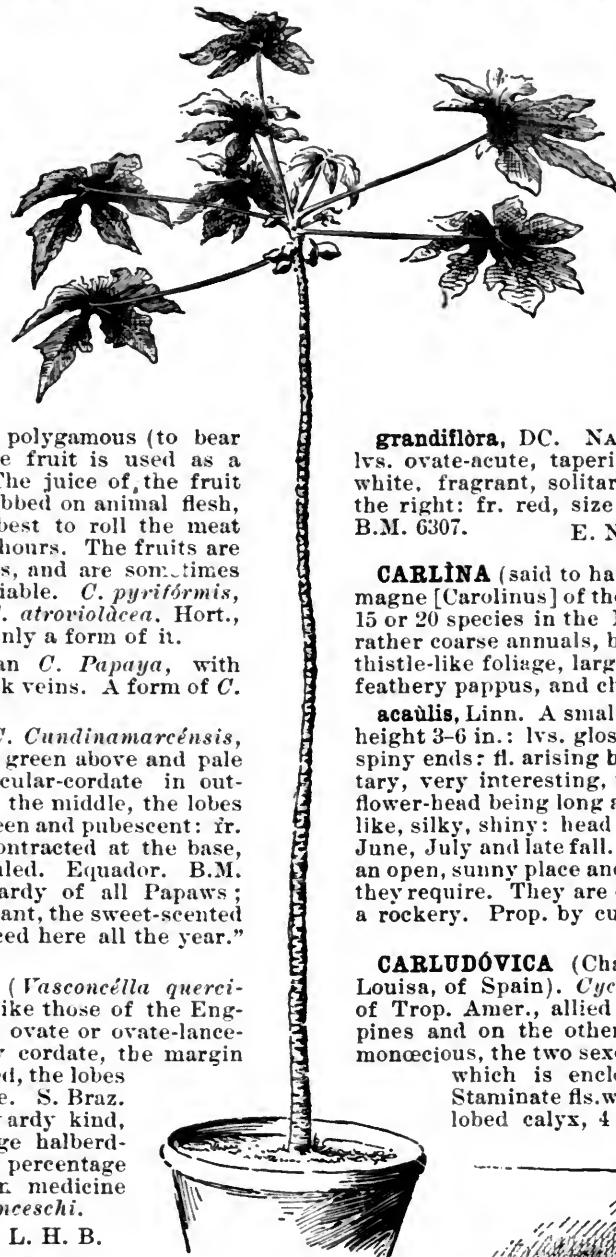 polygamous (to bear
e fruit is used as a
The juice of the fruit
bbed on animal flesh,
best to roll the meat
hours. The fruits are
s, and are sometimes
iable. C. pyrifórmis,
C. atroviolàcea. Hort.,
only a form of it.
an C. Papaya, with
k veins. A form of C.
C. Cundinamarcénsis,
green above and pale
cular-cordate in out-
the middle, the lobes
een and pubescent: fr.
ontracted at the base,
led. Equador. B.M.
ardy of all Papaws;
ant, the sweet-scented
ced here all the year."
(Vasconcélla querci-
ike those of the Eng-
ovate or ovate-lance-
cordate, the margin
ed, the lobes
e. S. Braz.
ardy kind,
ge halberd-
percentage
medicine
nceschi.
L. H. B.
grandiflòra, DC. NA
lvs. ovate-acute, taperi
white, fragrant, solitar
the right: fr. red, size
B.M. 6307. E. N
CARLÌNA (said to ha
magne [Carolinus] of the
15 or 20 species in the
rather coarse annuals, b
thistle-like foliage, larg
feathery pappus, and ch
acaùlis, Linn. A smal
height 3-6 in.: lvs. glos
spiny ends: fl. arising b
tary, very interesting,
flower-head being long a
like, silky, shiny: head
June, July and late fall.
an open, sunny place and
they require. They are
a rockery. Prop. by cu
CARLUDÓVICA (Cha
Louisa, of Spain). Cyc
of Trop. Amer., allied
pines and on the other
monœcious, the two sex
which is encl
Staminate fls. w
lobed calyx, 4